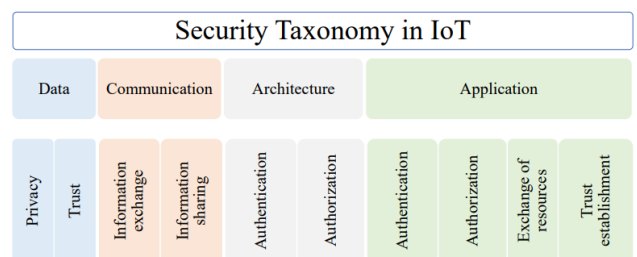 Security Taxonomy in IoT
Data
Communication
Architecture
Application
Privacy
Trust
Information
exchange
Information
sharing
Authentication
Authorization
Authentication
Authorization
Exchange of
resources
Trust
establishment